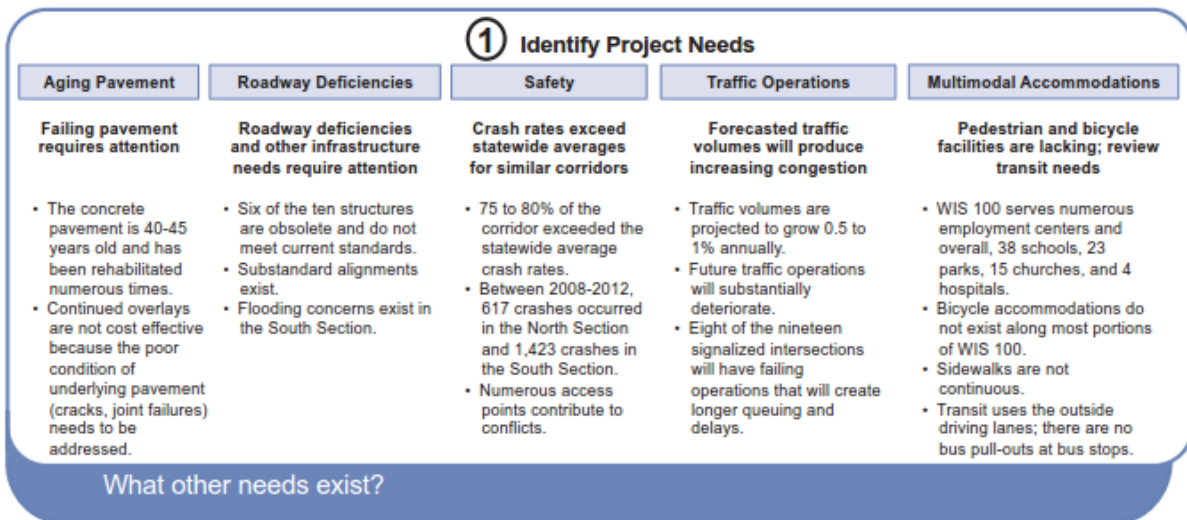 1 Identify Project Needs
Aging Pavement
Failing pavement
requires attention
• The concrete
pavement is 40-45
years old and has
been rehabilitated
numerous times.
• Continued overlays
are not cost effective
because the poor
condition of
underlying pavement
(cracks, joint failures)
needs to be
addressed.
Roadway Deficiencies
Roadway deficiencies
and other infrastructure
needs require attention
• Six of the ten structures
are obsolete and do not
meet current standards.
• Substandard alignments
exist.
• Flooding concerns exist in
the South Section.
Safety
Crash rates exceed
statewide averages
for similar corridors
• 75 to 80% of the
corridor exceeded the
statewide average
crash rates.
• Between 2008-2012,
617 crashes occurred
in the North Section
and 1,423 crashes in
the South Section.
• Numerous access
points contribute to
conflicts.
Traffic Operations
Forecasted traffic
volumes will produce
increasing congestion
• Traffic volumes are
projected to grow 0.5 to
1% annually.
• Future traffic operations
will substantially
deteriorate.
• Eight of the nineteen
signalized intersections
will have failing
operations that will create
longer queuing and
delays.
Multimodal Accommodations
Pedestrian and bicycle
facilities are lacking; review
transit needs
• WIS 100 serves numerous
employment centers and
overall, 38 schools, 23
parks, 15 churches, and 4
hospitals.
• Bicycle accommodations do
not exist along most portions
of WIS 100.
• Sidewalks are not
continuous.
• Transit uses the outside
driving lanes; there are no
bus pull-outs at bus stops.
What other needs exist?